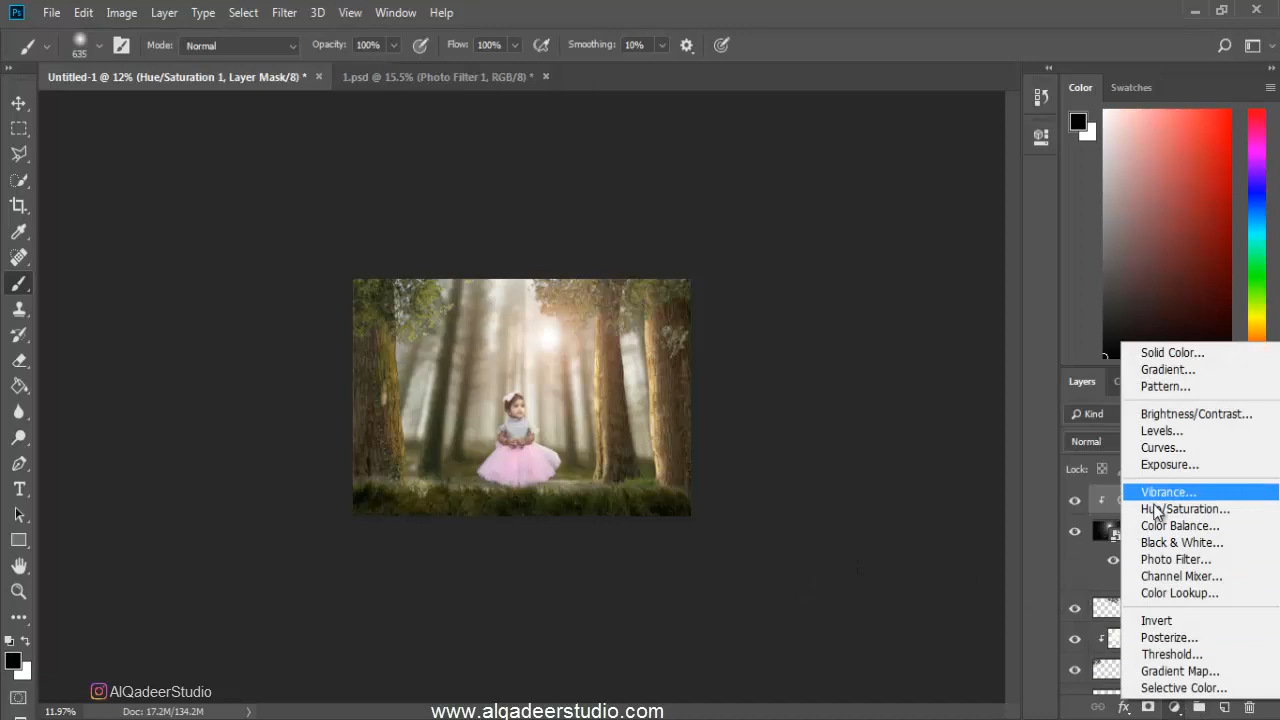 Ps File Edit Image Layer Type Select Filter 3D View Window Help
635 Mode: Normal Opacity: 100% Flow: 100% Smoothing: 10%
Untitled-1 @ 12% (Hue/Saturation 1, Layer Mask/8) * × 1.psd @ 15.5% (Photo Filter 1, RGB/8) * ×
Color Swatches
Solid Color...
Gradient...
Pattern...
Layers
Kind
Brightness/Contrast...
Levels...
Normal
Curves...
Exposure...
Lock:
Vibrance...
Hue/Saturation...
Color Balance...
Black & White...
Photo Filter...
Channel Mixer...
Color Lookup...
Invert
Posterize...
Threshold...
Gradient Map...
Selective Color...
AlQadeerStudio
11.97% Doc: 17.2M/134.2M
www.alqadeerstudio.com
fx